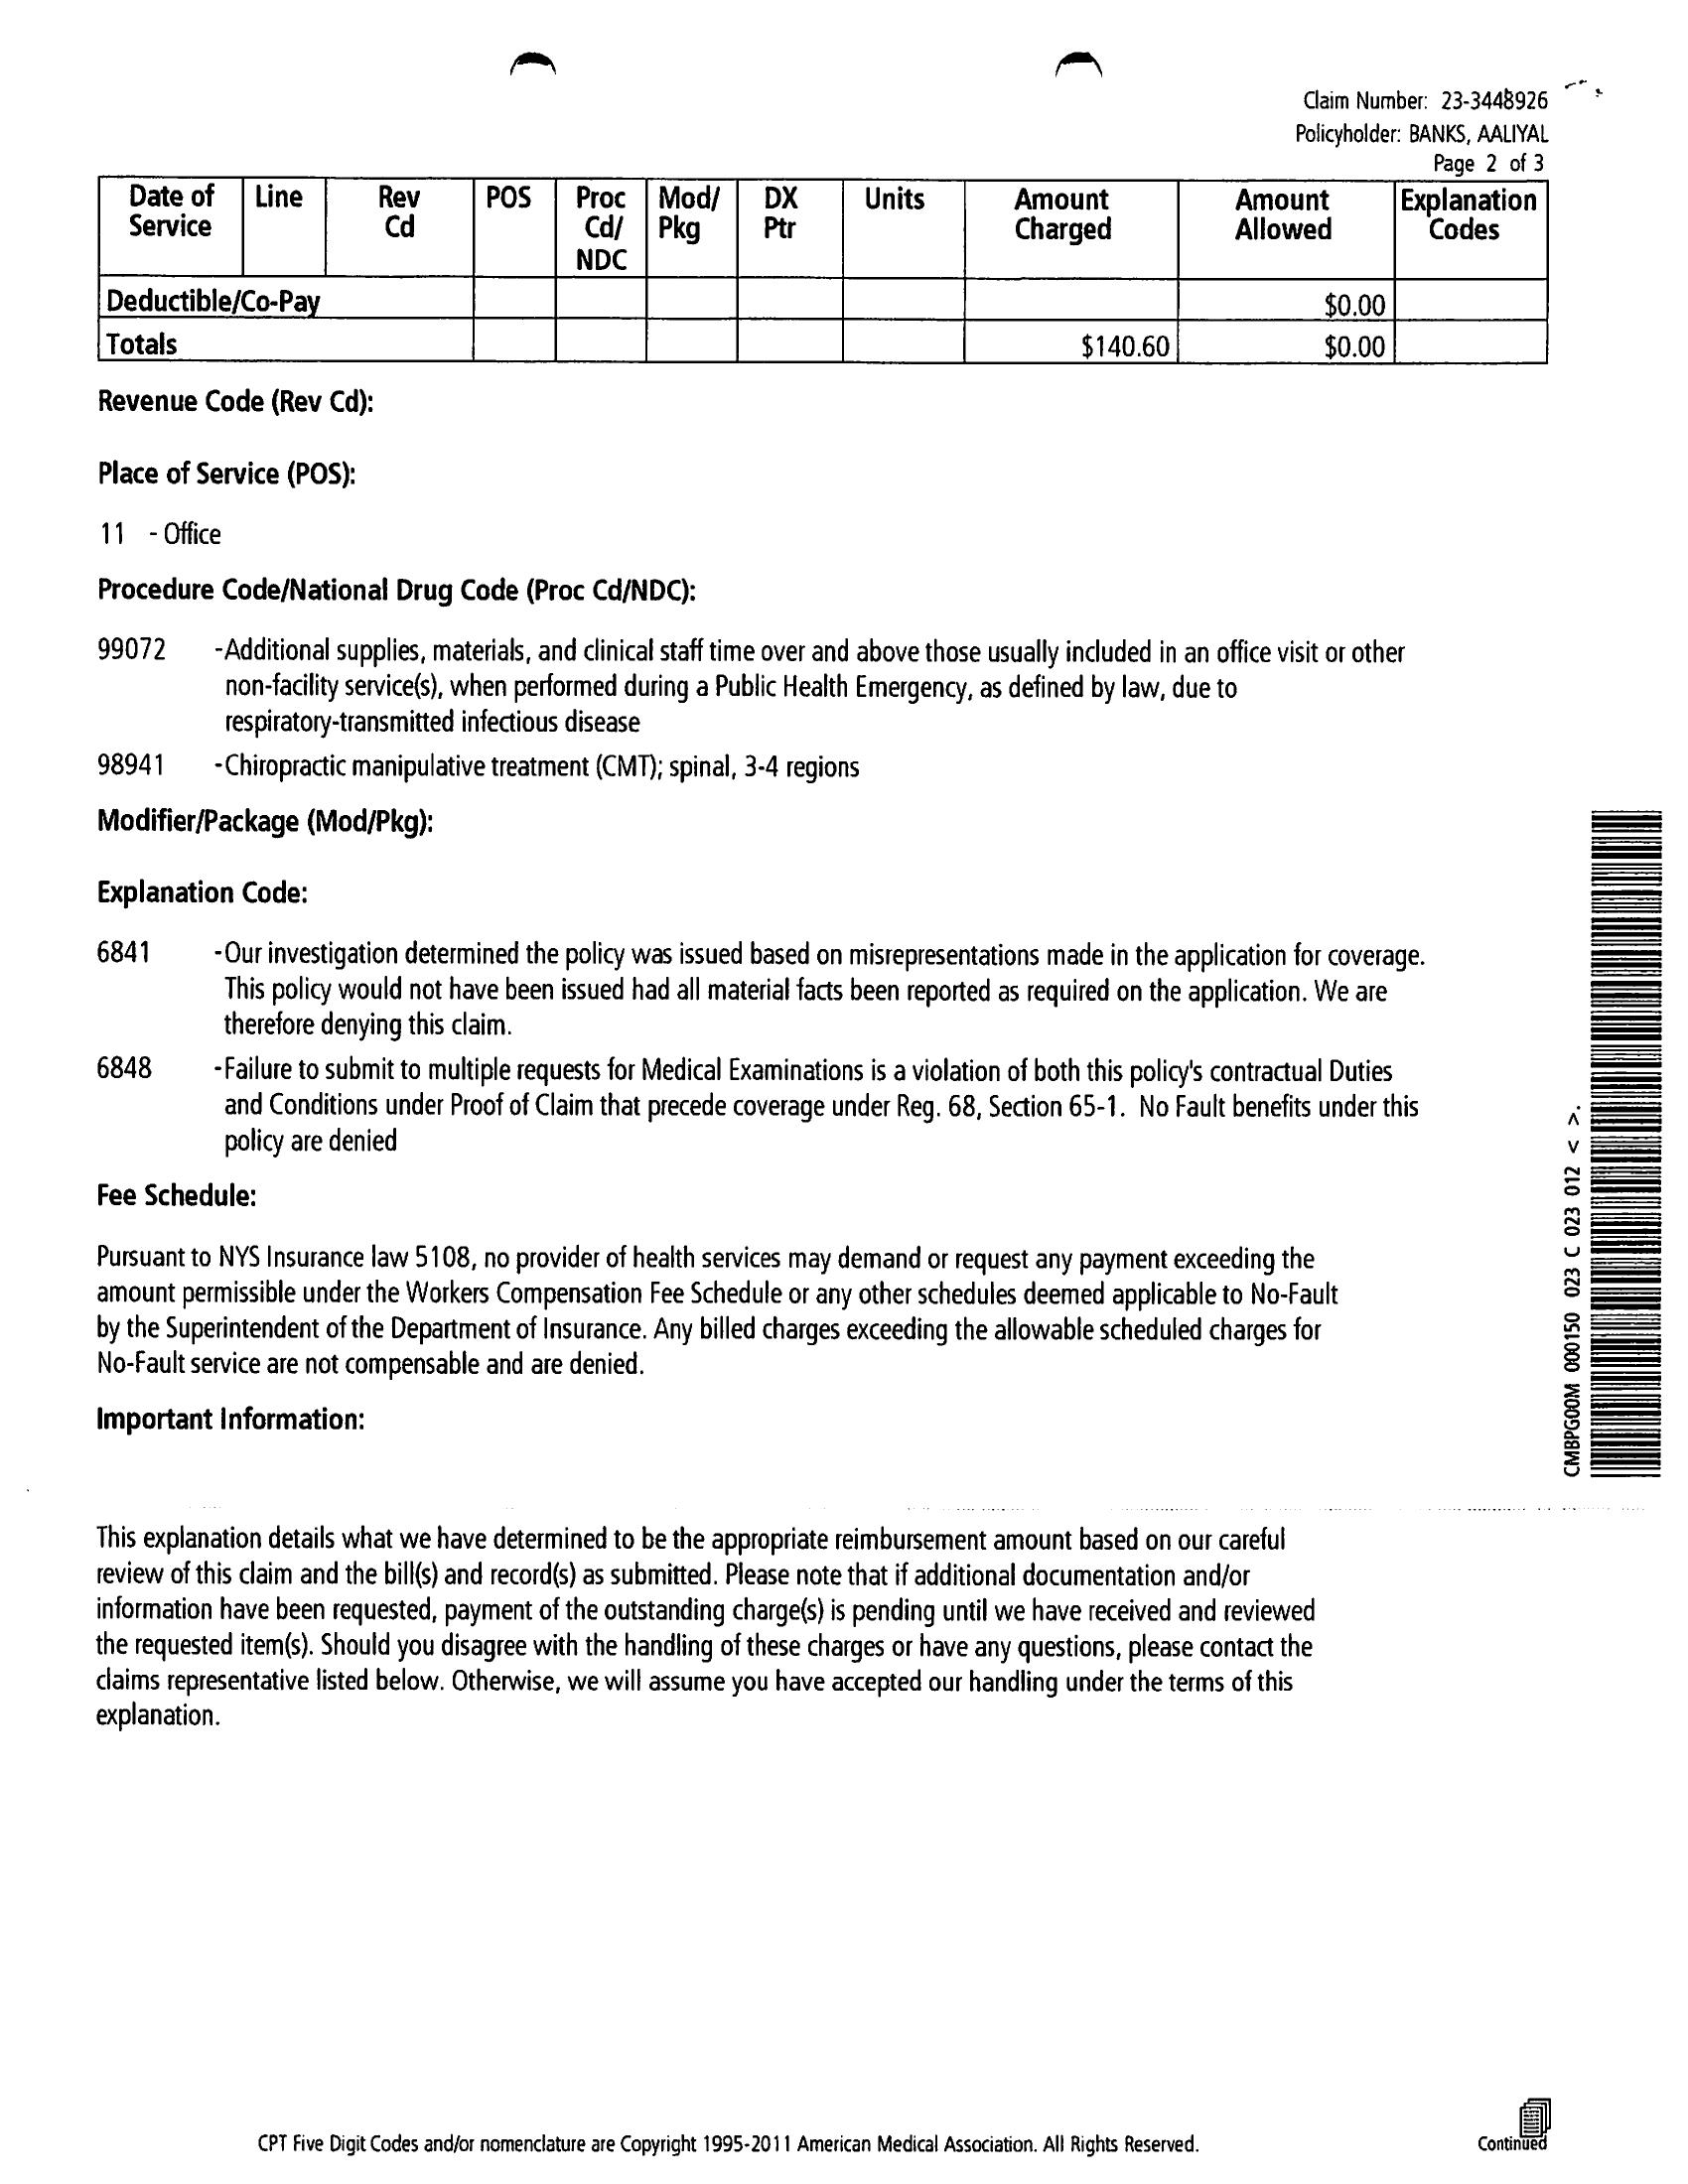 Claim Number: 23-3448926
Policyholder: BANKS, AALIYAL
Page 2 of 3
Date of Service Line Rev Cd POS Proc Cd/ NDC Mod/ Pkg DX Ptr Units Amount Charged Amount Allowed Explanation Codes
Deductible/Co-Pay $0.00
Totals $140.60 $0.00
Revenue Code (Rev Cd):
Place of Service (POS):
11 - Office
Procedure Code/National Drug Code (Proc Cd/NDC):
99072 -Additional supplies, materials, and clinical staff time over and above those usually included in an office visit or other
non-facility service(s), when performed during a Public Health Emergency, as defined by law, due to
respiratory-transmitted infectious disease
98941 -Chiropractic manipulative treatment (CMT); spinal, 3-4 regions
Modifier/Package (Mod/Pkg):
Explanation Code:
6841 -Our investigation determined the policy was issued based on misrepresentations made in the application for coverage.
This policy would not have been issued had all material facts been reported as required on the application. We are
therefore denying this claim.
6848 -Failure to submit to multiple requests for Medical Examinations is a violation of both this policy's contractual Duties
and Conditions under Proof of Claim that precede coverage under Reg. 68, Section 65-1. No Fault benefits under this
policy are denied
Fee Schedule:
Pursuant to NYS Insurance law 5108, no provider of health services may demand or request any payment exceeding the
amount permissible under the Workers Compensation Fee Schedule or any other schedules deemed applicable to No-Fault
by the Superintendent of the Department of Insurance. Any billed charges exceeding the allowable scheduled charges for
No-Fault service are not compensable and are denied.
Important Information:
This explanation details what we have determined to be the appropriate reimbursement amount based on our careful
review of this claim and the bill(s) and record(s) as submitted. Please note that if additional documentation and/or
information have been requested, payment of the outstanding charge(s) is pending until we have received and reviewed
the requested item(s). Should you disagree with the handling of these charges or have any questions, please contact the
claims representative listed below. Otherwise, we will assume you have accepted our handling under the terms of this
explanation.
CMBPG00M 000150 023 C 023 012 < >
CPT Five Digit Codes and/or nomenclature are Copyright 1995-2011 American Medical Association. All Rights Reserved.
Continued